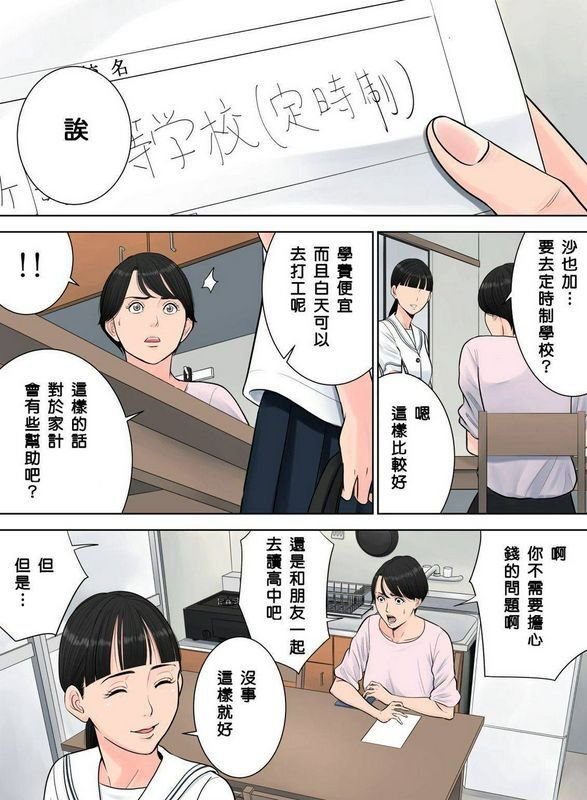 名
等学校(定時制)
誒
沙也加…
要去定時制學校?
嗯
這樣比較好
學費便宜
而且白天可以
去打工呢
!!
這樣的話
對於家計
會有些幫助吧?
啊
你不需要擔心
錢的問題啊
還是和朋友一起
去讀高中吧
沒事
這樣就好
但
但是…